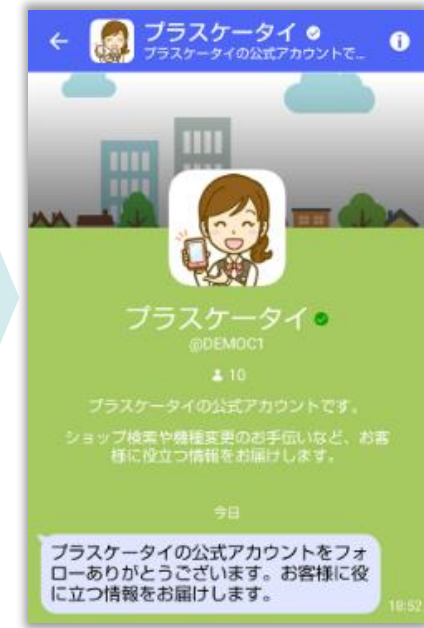 プラスケータイ
プラスケータイの公式アカウントで…
プラスケータイ
@DEMOC1
10
プラスケータイの公式アカウントです。
ショップ検索や機種変更のお手伝いなど、お客
様に役立つ情報をお届けします。
今日
プラスケータイの公式アカウントをフォ
ローありがとうございます。お客様に役
に立つ情報をお届けします。
18:52